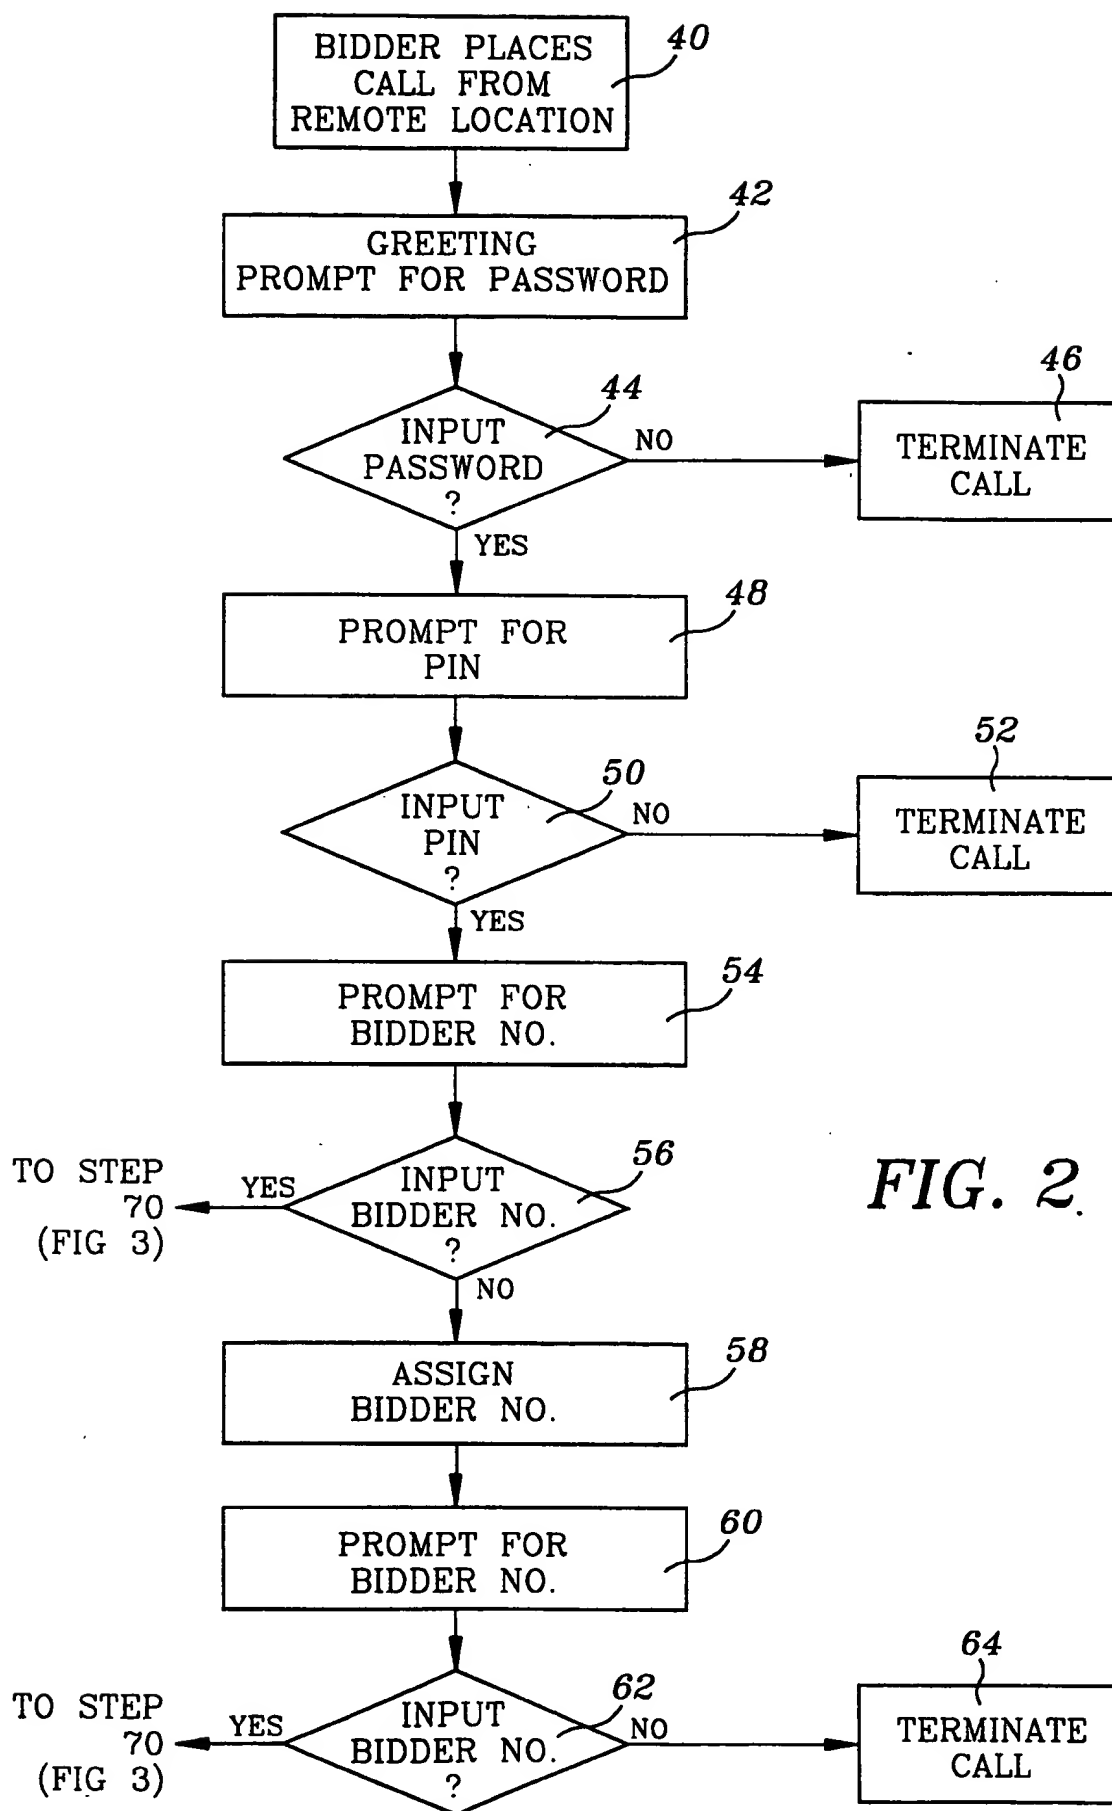 BIDDER PLACES
CALL FROM
REMOTE LOCATION
40
GREETING
PROMPT FOR PASSWORD
42
INPUT
PASSWORD
?
44
NO
TERMINATE
CALL
46
YES
PROMPT FOR
PIN
48
INPUT
PIN
?
50
NO
TERMINATE
CALL
52
YES
PROMPT FOR
BIDDER NO.
54
INPUT
BIDDER NO.
?
56
YES
TO STEP
70
(FIG 3)
FIG. 2.
NO
ASSIGN
BIDDER NO.
58
PROMPT FOR
BIDDER NO.
60
INPUT
BIDDER NO.
?
62
YES
TO STEP
70
(FIG 3)
NO
TERMINATE
CALL
64